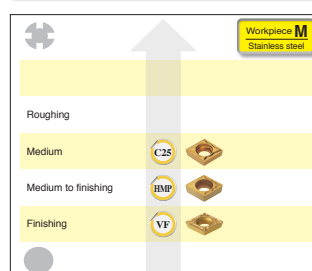 Workpiece M
Stainless steel
Roughing
Medium C25
Medium to finishing HMP
Finishing VF